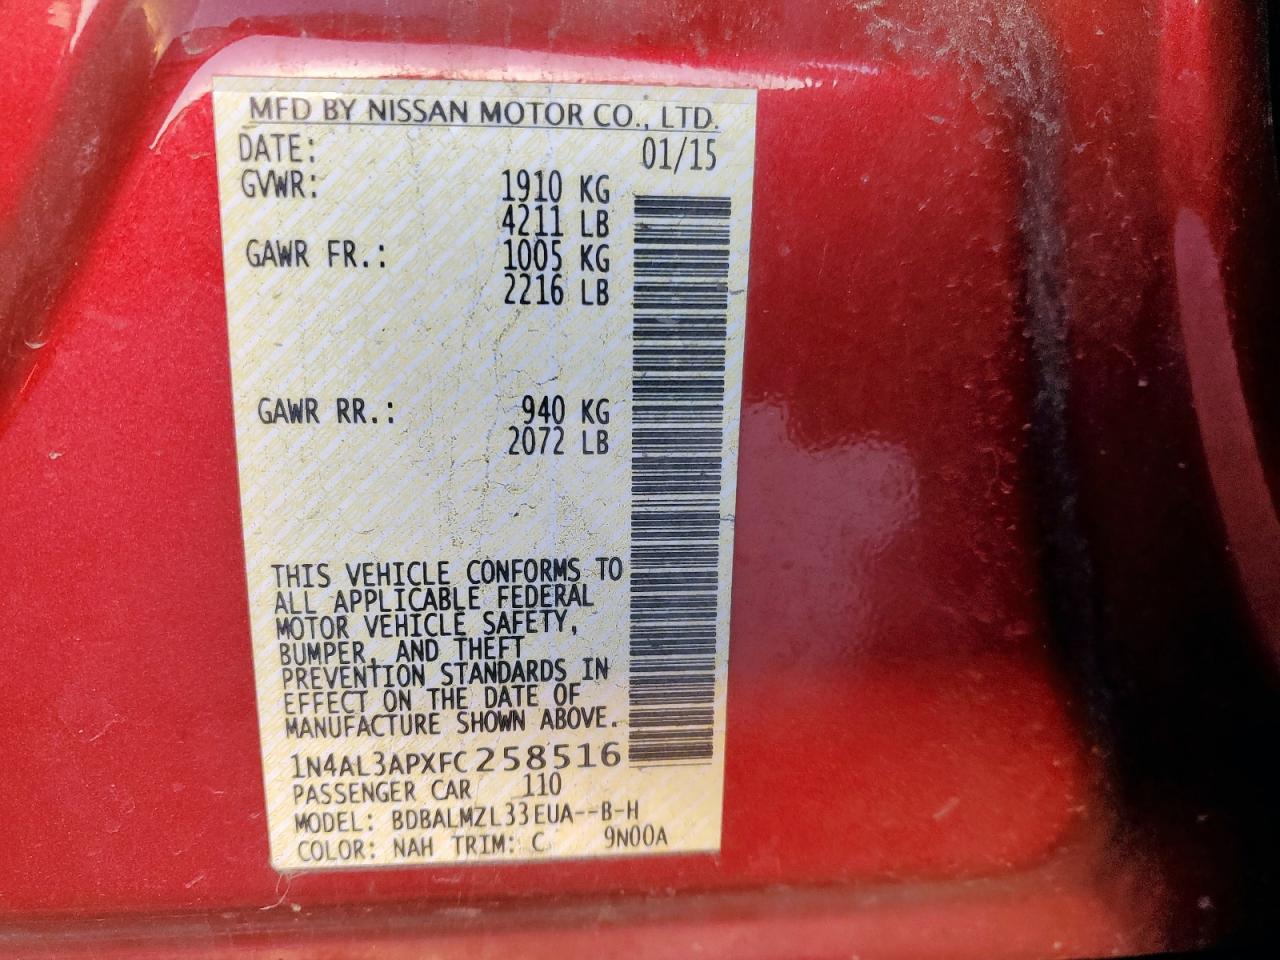 MFD BY NISSAN MOTOR CO., LTD.
DATE: 01/15
GVWR: 1910 KG
4211 LB
GAWR FR.: 1005 KG
2216 LB
GAWR RR.: 940 KG
2072 LB
THIS VEHICLE CONFORMS TO
ALL APPLICABLE FEDERAL
MOTOR VEHICLE SAFETY,
BUMPER, AND THEFT
PREVENTION STANDARDS IN
EFFECT ON THE DATE OF
MANUFACTURE SHOWN ABOVE.
1N4AL3APXFC258516
PASSENGER CAR 110
MODEL: BDBALMZL33EUA--B-H
COLOR: NAH TRIM: C 9N00A